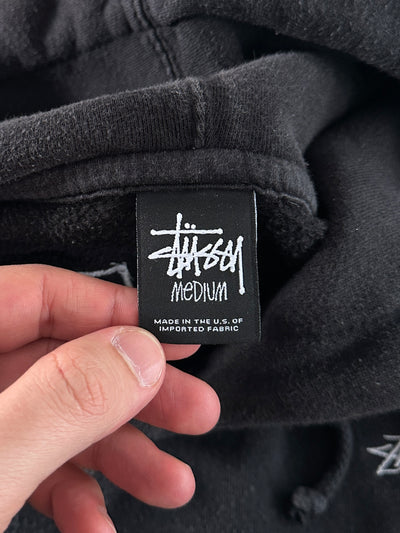 Stüssy
MEDIUM
MADE IN THE U.S. OF
IMPORTED FABRIC